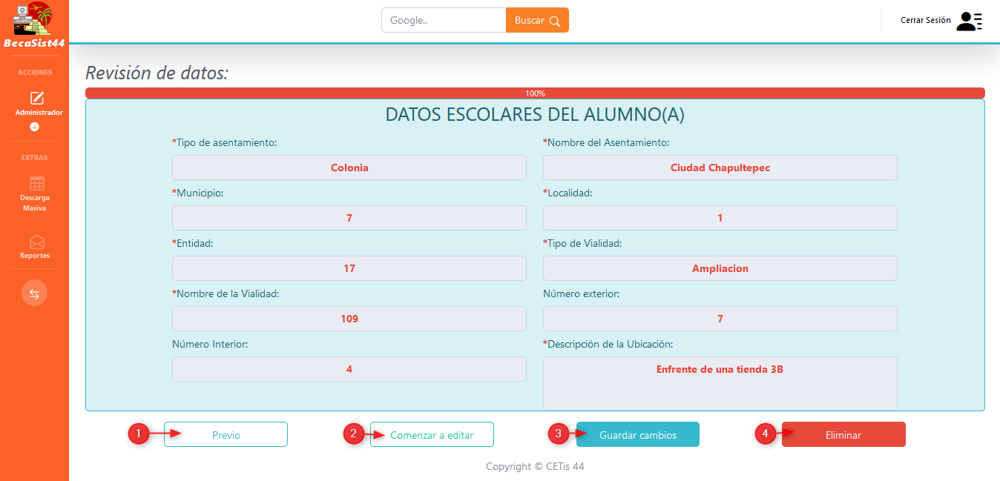 BecaSist44
Google..
Buscar
Cerrar Sesión
ACCIONES
Administrador
EXTRAS
Descarga
Masiva
Reportes
Revisión de datos:
100%
DATOS ESCOLARES DEL ALUMNO(A)
*Tipo de asentamiento:
Colonia
*Nombre del Asentamiento:
Ciudad Chapultepec
*Municipio:
7
*Localidad:
1
*Entidad:
17
*Tipo de Vialidad:
Ampliacion
*Nombre de la Vialidad:
109
Número exterior:
7
Número Interior:
4
*Descripción de la Ubicación:
Enfrente de una tienda 3B
1
Previo
2
Comenzar a editar
3
Guardar cambios
4
Eliminar
Copyright © CETis 44